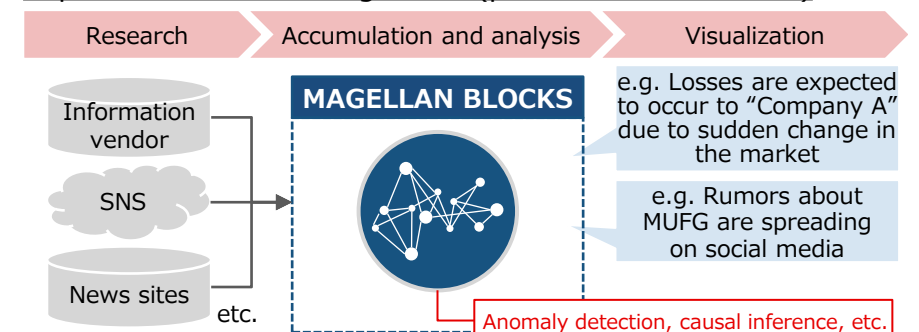 Research
Accumulation and analysis
Visualization
Information
vendor
SNS
News sites
etc.
MAGELLAN BLOCKS
e.g. Losses are expected
to occur to “Company A”
due to sudden change in
the market
e.g. Rumors about
MUFG are spreading
on social media
Anomaly detection, causal inference, etc.